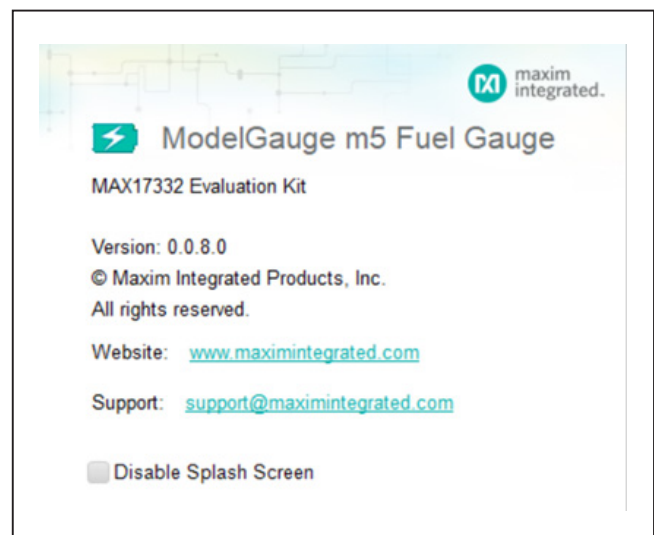 maxim
integrated™
ModelGauge m5 Fuel Gauge
MAX17332 Evaluation Kit
Version: 0.0.8.0
© Maxim Integrated Products, Inc.
All rights reserved.
Website: www.maximintegrated.com
Support: support@maximintegrated.com
Disable Splash Screen